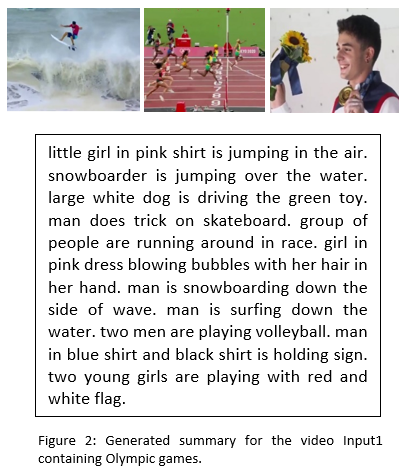 little girl in pink shirt is jumping in the air.
snowboarder is jumping over the water.
large white dog is driving the green toy.
man does trick on skateboard. group of
people are running around in race. girl in
pink dress blowing bubbles with her hair in
her hand. man is snowboarding down the
side of wave. man is surfing down the
water. two men are playing volleyball. man
in blue shirt and black shirt is holding sign.
two young girls are playing with red and
white flag.
Figure 2: Generated summary for the video Input1
containing Olympic games.